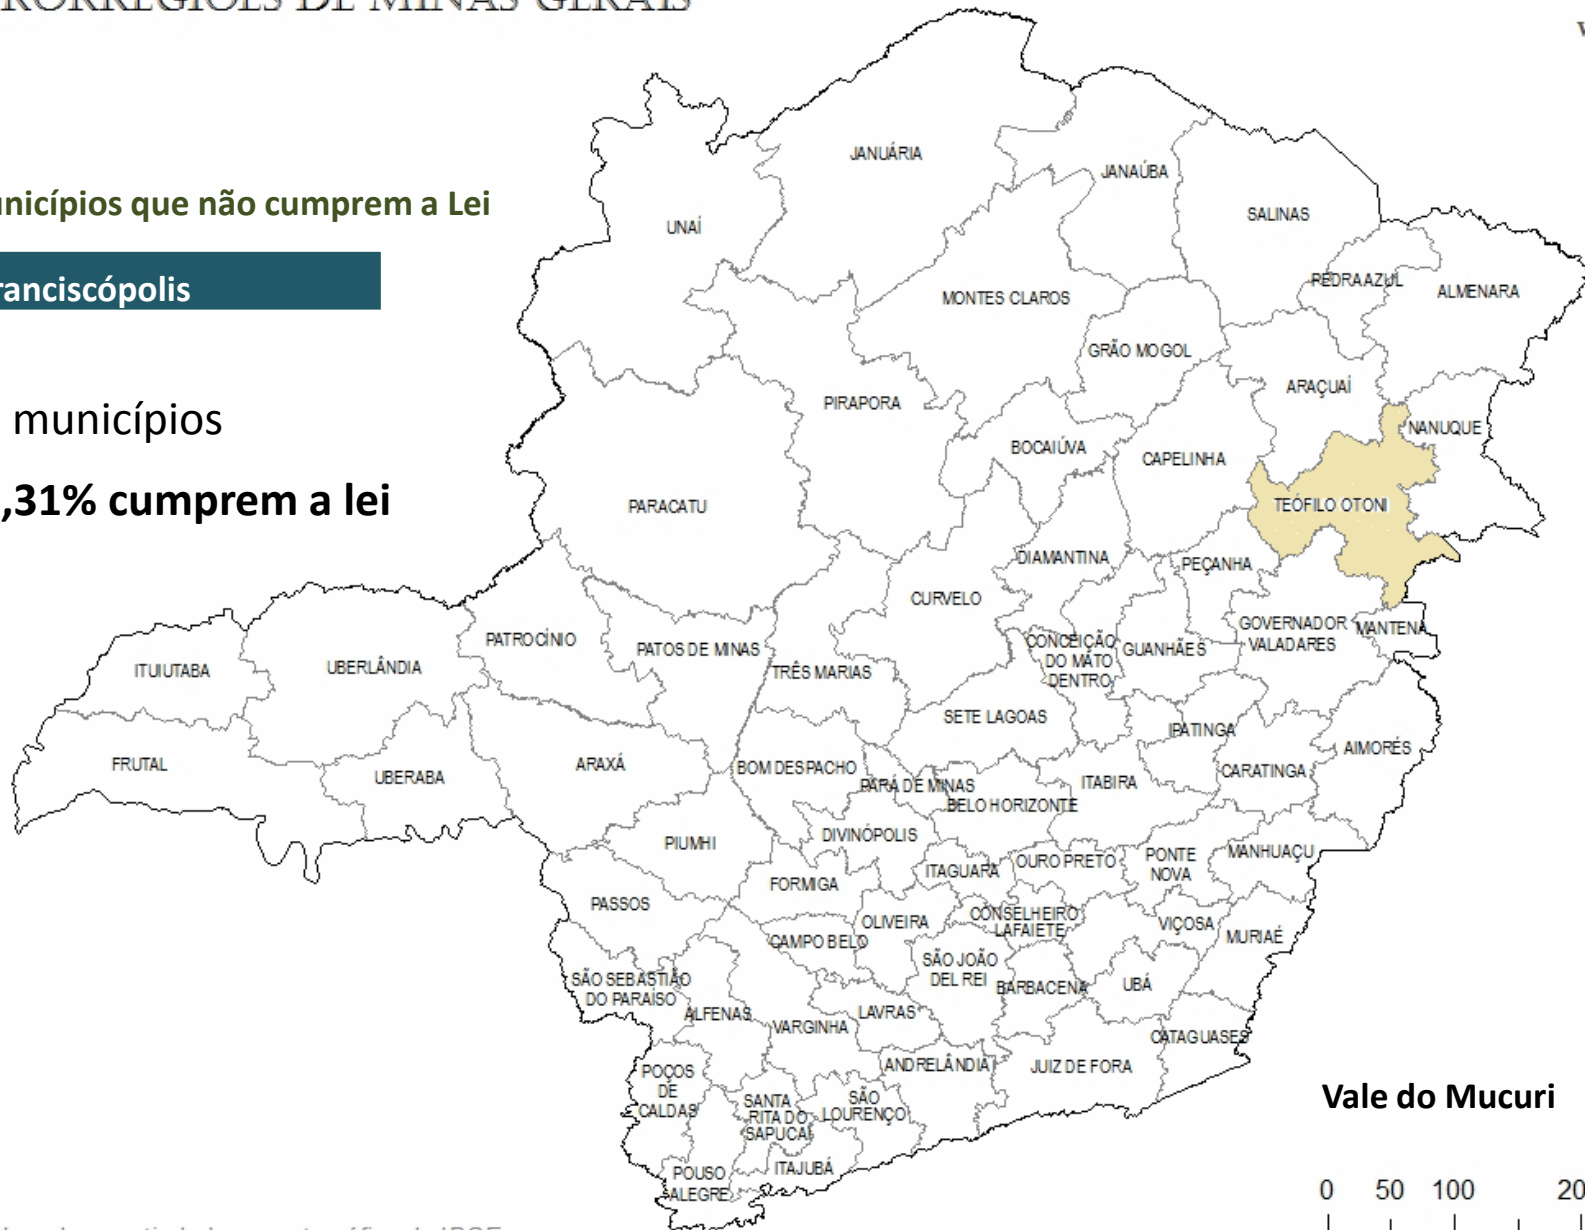 RORREGIÕES DE MINAS GERAIS
unicípios que não cumprem a Lei
ranciscópolis
municípios
,31% cumprem a lei
JANUÁRIA
JANAÚBA
SALINAS
UNAÍ
PEDRA AZUL
ALMENARA
MONTES CLAROS
GRÃO MOGOL
ARAÇUAÍ
PIRAPORA
NANUQUE
BOCAIÚVA
CAPELINHA
PARACATU
TEÓFILO OTONI
DIAMANTINA
PEÇANHA
CURVELO
GOVERNADOR
VALADARES
MANTENA
PATROCÍNIO
PATOS DE MINAS
CONCEIÇÃO
DO MATO
DENTRO
GUANHÃES
ITUIUTABA
UBERLÂNDIA
TRÊS MARIAS
SETE LAGOAS
IPATINGA
AIMORÉS
FRUTAL
UBERABA
ARAXÁ
BOM DESPACHO
PARÁ DE MINAS
BELO HORIZONTE
ITABIRA
CARATINGA
PIUMHI
DIVINÓPOLIS
ITAGUARA
OURO PRETO
PONTE
NOVA
MANHUAÇU
FORMIGA
PASSOS
OLIVEIRA
CONSELHEIRO
LAFAIETE
VIÇOSA
MURIAÉ
CAMPO BELO
SÃO JOÃO
DEL REI
BARBACENA
UBÁ
SÃO SEBASTIÃO
DO PARAÍSO
ALFENAS
VARGINHA
LAVRAS
CATAGUASES
ANDRELÂNDIA
JUIZ DE FORA
POÇOS
DE
CALDAS
SANTA
RITA DO
SAPUCAÍ
SÃO
LOURENÇO
Vale do Mucuri
POUSO
ALEGRE
ITAJUBÁ
0 50 100 20